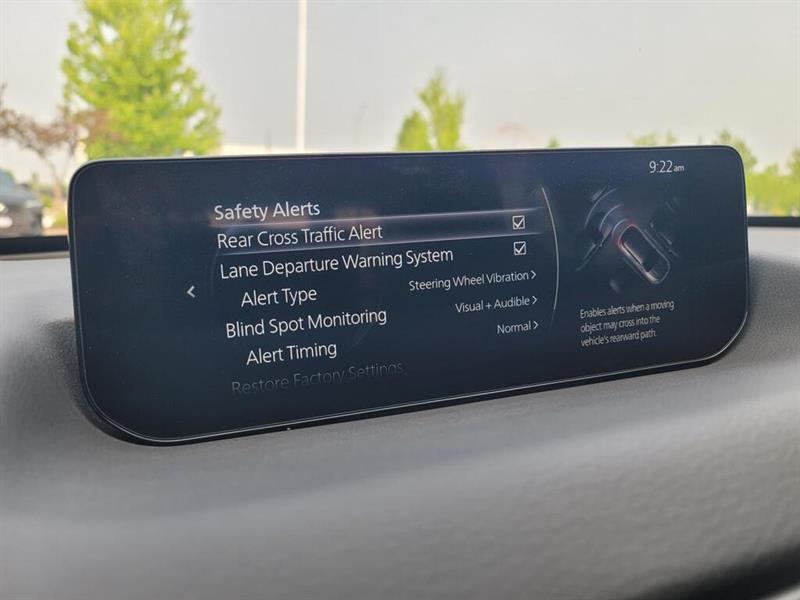 9:22am
Safety Alerts
Rear Cross Traffic Alert
Lane Departure Warning System
Alert Type Steering Wheel Vibration
Blind Spot Monitoring Visual + Audible
Alert Timing Normal
Restore Factory Settings
Enables alerts when a moving
object may cross into the
vehicle's rearward path.